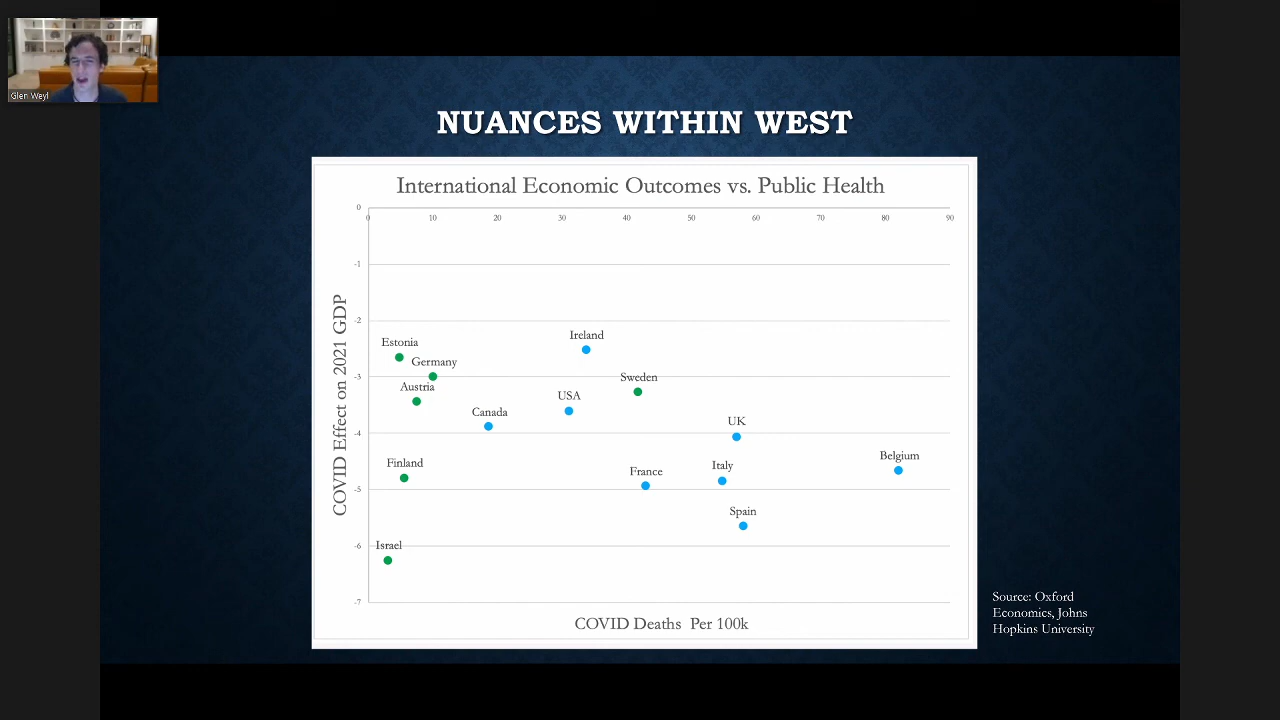 Glen Weyl
NUANCES WITHIN WEST
International Economic Outcomes vs. Public Health
0
0 10 20 30 40 50 60 70 80 90
-1
-2
-3
-4
-5
-6
-7
COVID Effect on 2021 GDP
Ireland
Estonia
Germany
Sweden
Austria
USA
Canada
UK
Belgium
Finland
Italy
France
Spain
Israel
COVID Deaths Per 100k
Source: Oxford
Economics, Johns
Hopkins University